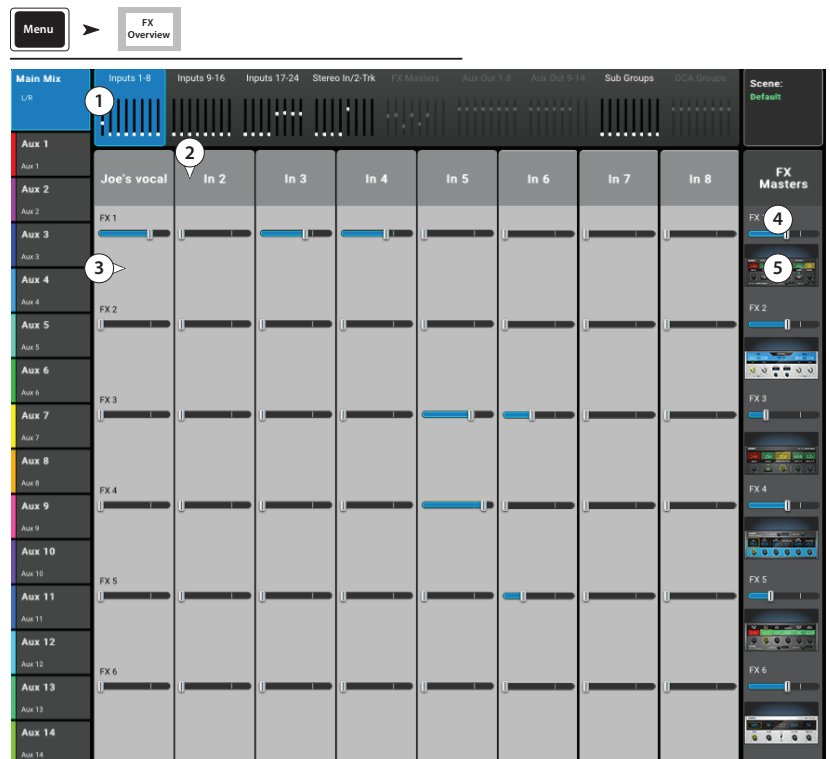 Menu
FX
Overview
Main Mix
L/R
Inputs 1-8
Inputs 9-16
Inputs 17-24
Stereo In/2-Trk
FX Masters
Aux Out 1-8
Aux Out 9-14
Sub Groups
DCA Groups
Scene:
Default
1
2
Aux 1
Aux 1
Aux 2
Aux 2
Aux 3
Aux 3
Aux 4
Aux 4
Aux 5
Aux 5
Aux 6
Aux 6
Aux 7
Aux 7
Aux 8
Aux 8
Aux 9
Aux 9
Aux 10
Aux 10
Aux 11
Aux 11
Aux 12
Aux 12
Aux 13
Aux 13
Aux 14
Aux 14
Joe's vocal
In 2
In 3
In 4
In 5
In 6
In 7
In 8
FX
Masters
FX 1
3
FX 2
FX 3
FX 4
FX 5
FX 6
FX
4
5
FX 2
FX 3
FX 4
FX 5
FX 6